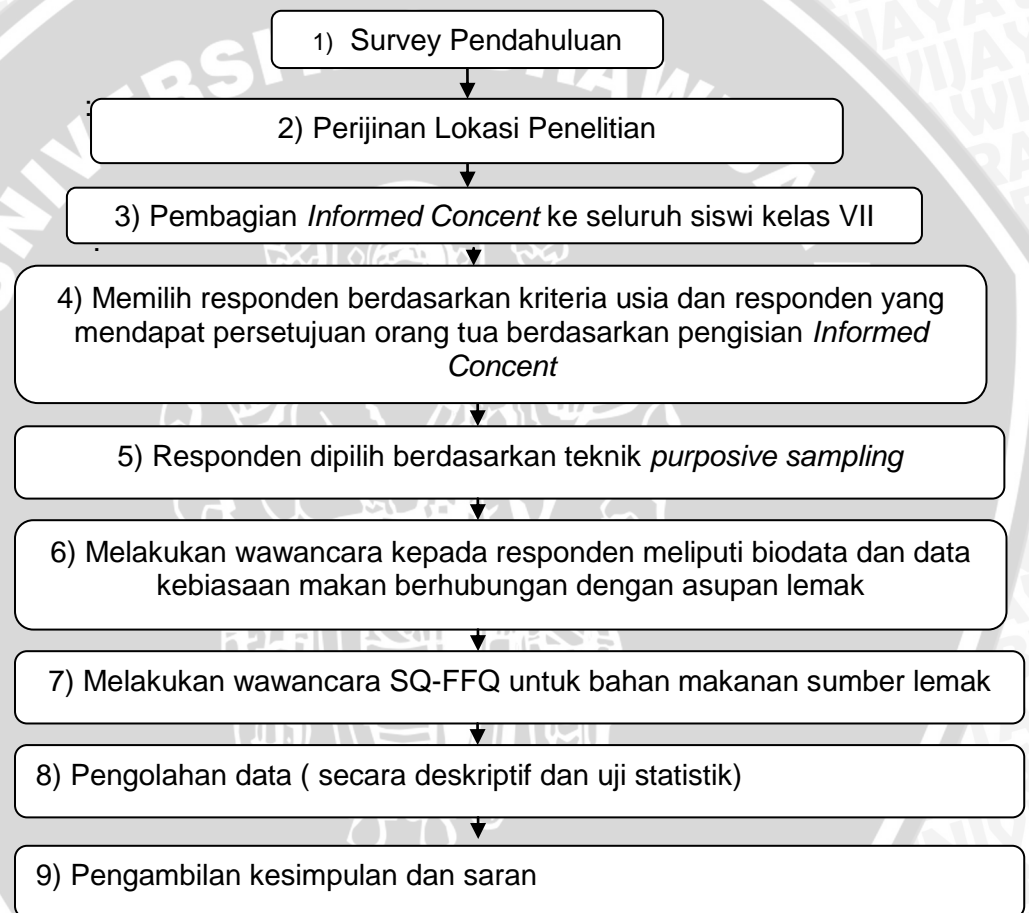 1) Survey Pendahuluan
2) Perijinan Lokasi Penelitian
3) Pembagian Informed Concent ke seluruh siswi kelas VII
4) Memilih responden berdasarkan kriteria usia dan responden yang
mendapat persetujuan orang tua berdasarkan pengisian Informed
Concent
5) Responden dipilih berdasarkan teknik purposive sampling
6) Melakukan wawancara kepada responden meliputi biodata dan data
kebiasaan makan berhubungan dengan asupan lemak
7) Melakukan wawancara SQ-FFQ untuk bahan makanan sumber lemak
8) Pengolahan data ( secara deskriptif dan uji statistik)
9) Pengambilan kesimpulan dan saran